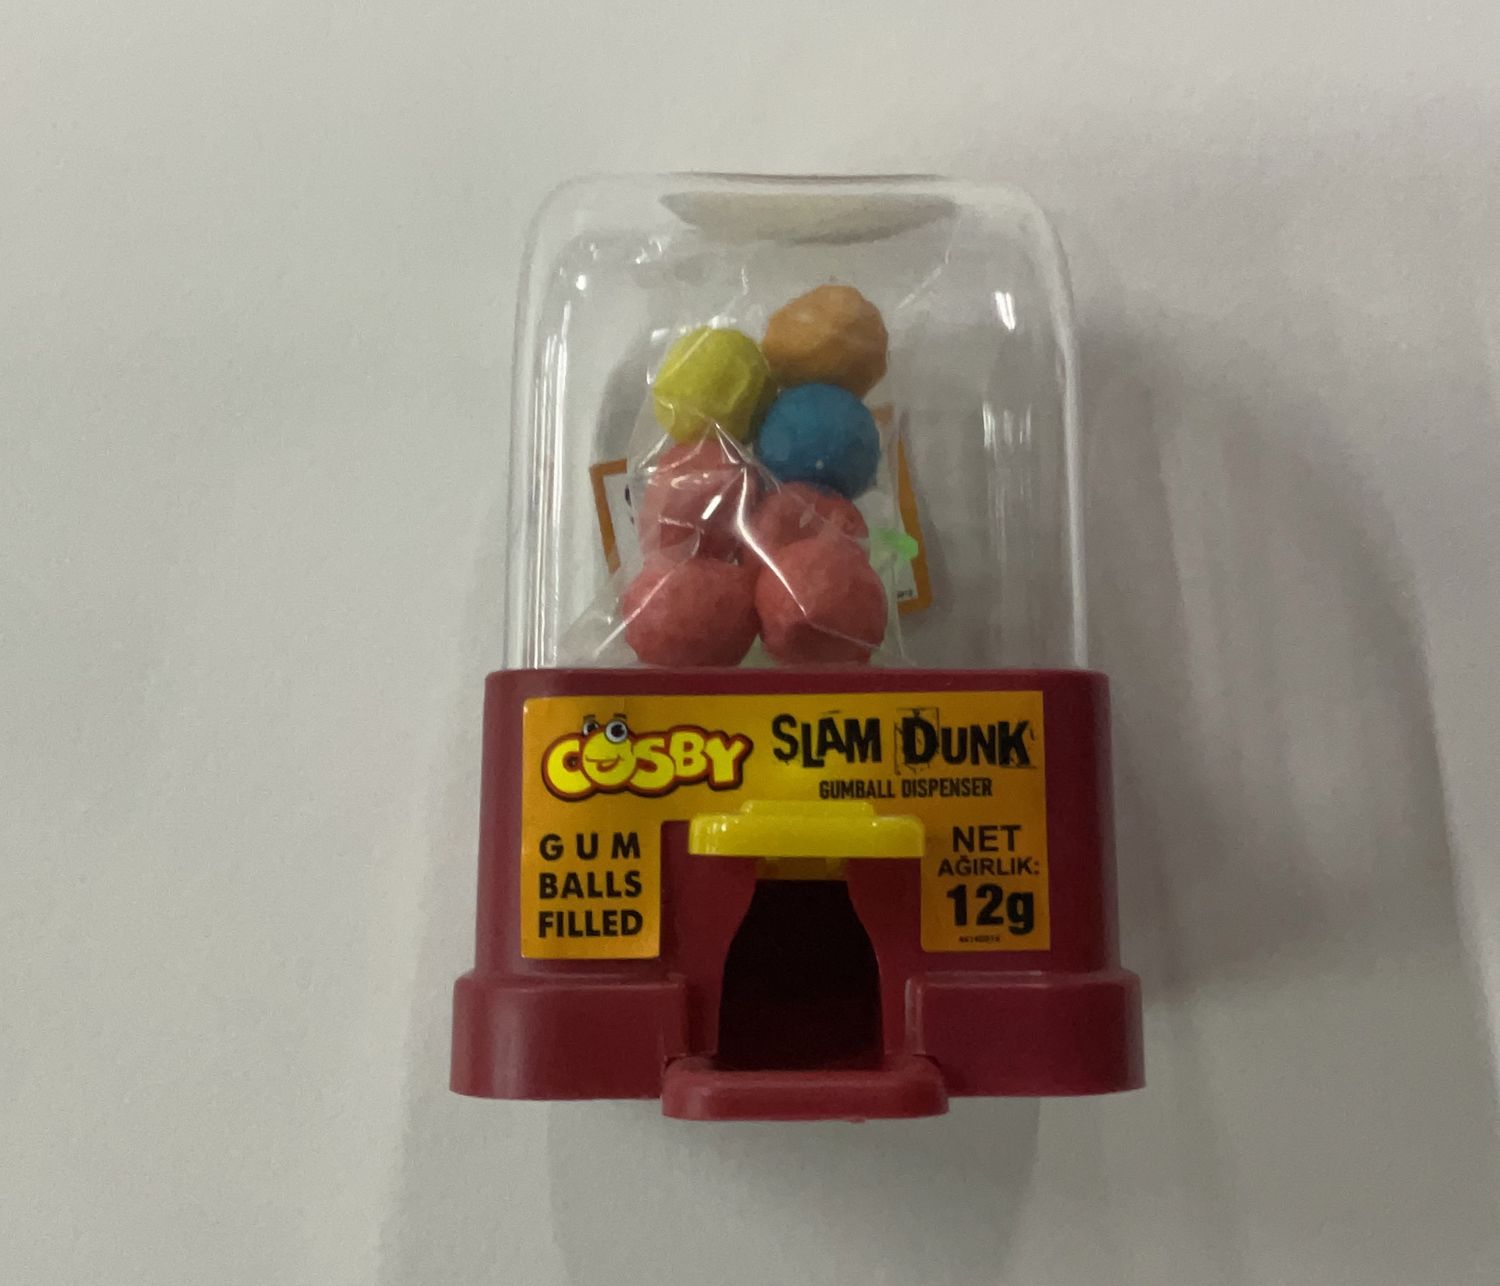 COSBY
SLAM DUNK
GUMBALL DISPENSER
GUM
BALLS
FILLED
NET
AĞIRLIK:
12g